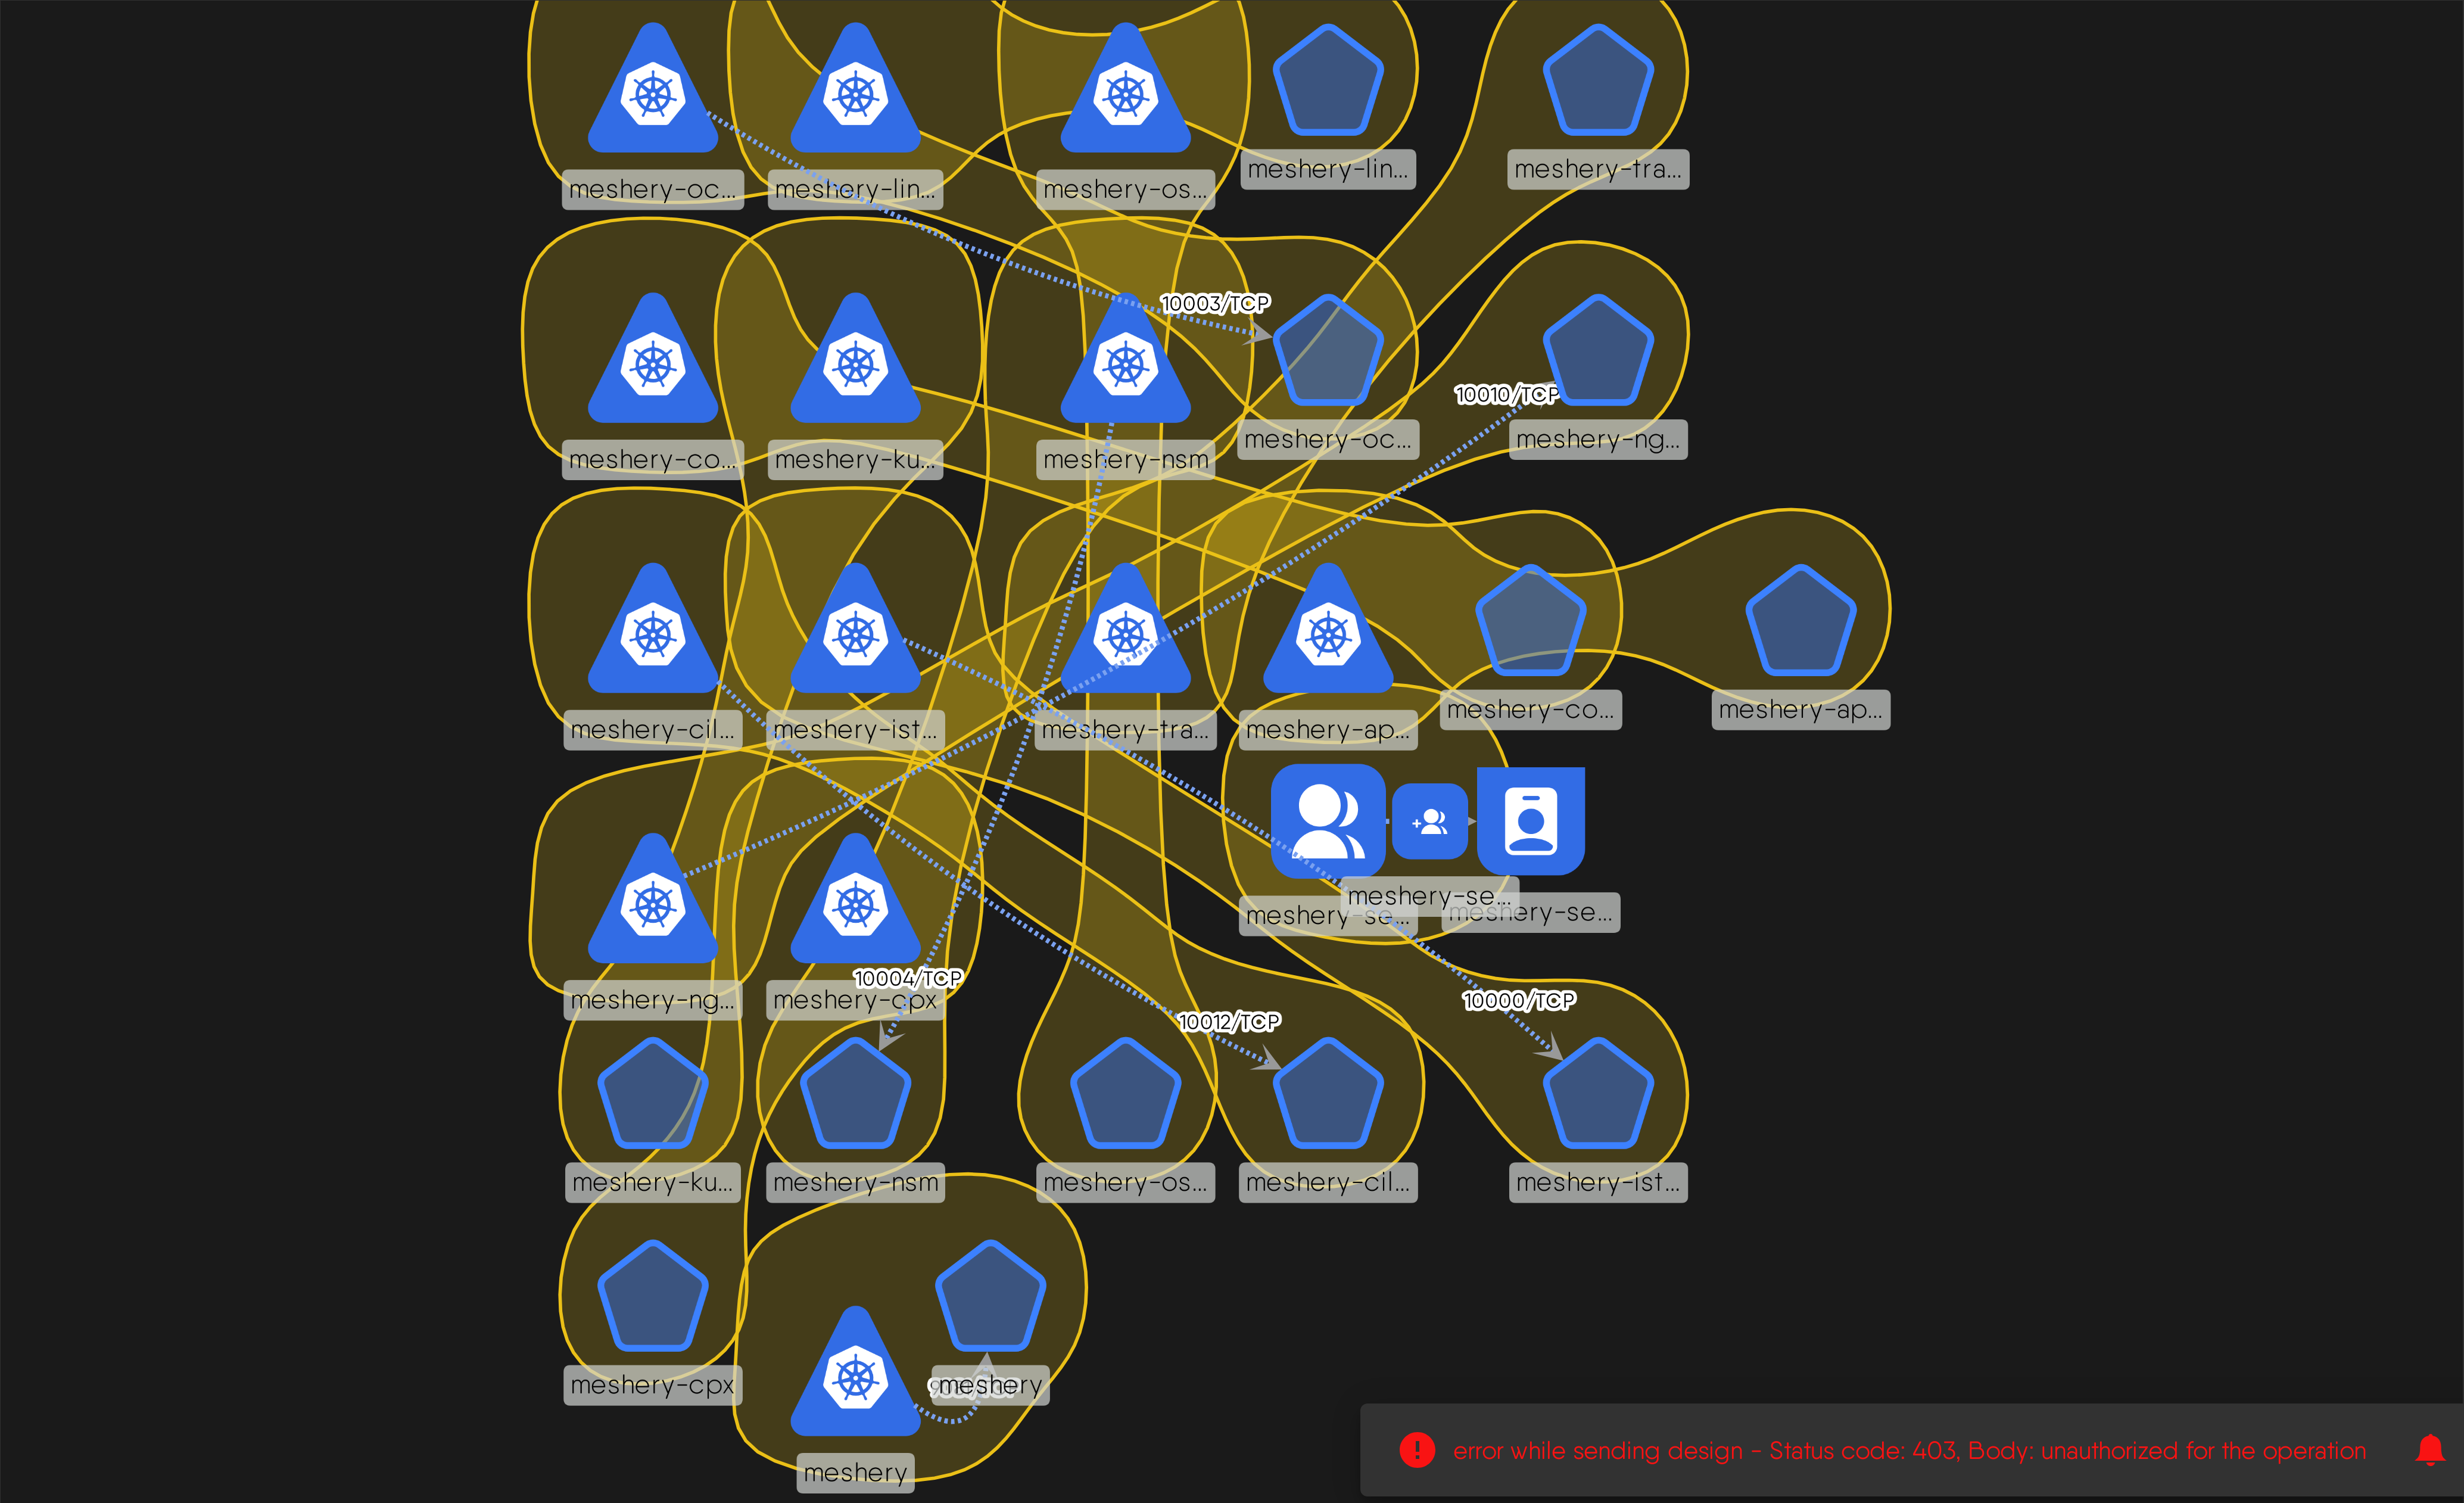 meshery-oc...
meshery-lin...
meshery-os...
meshery-lin...
meshery-tra...
10003/TCP
10010/TCP
meshery-co...
meshery-ku...
meshery-nsm
meshery-oc...
meshery-ng...
meshery-cil...
meshery-ist...
meshery-tra...
meshery-ap...
meshery-co...
meshery-ap...
meshery-se...
meshery-se...
meshery-se...
meshery-ng...
10004/TCP
meshery-cpx
10012/TCP
10000/TCP
meshery-ku...
meshery-nsm
meshery-os...
meshery-cil...
meshery-ist...
meshery-cpx
meshery
meshery
error while sending design - Status code: 403, Body: unauthorized for the operation